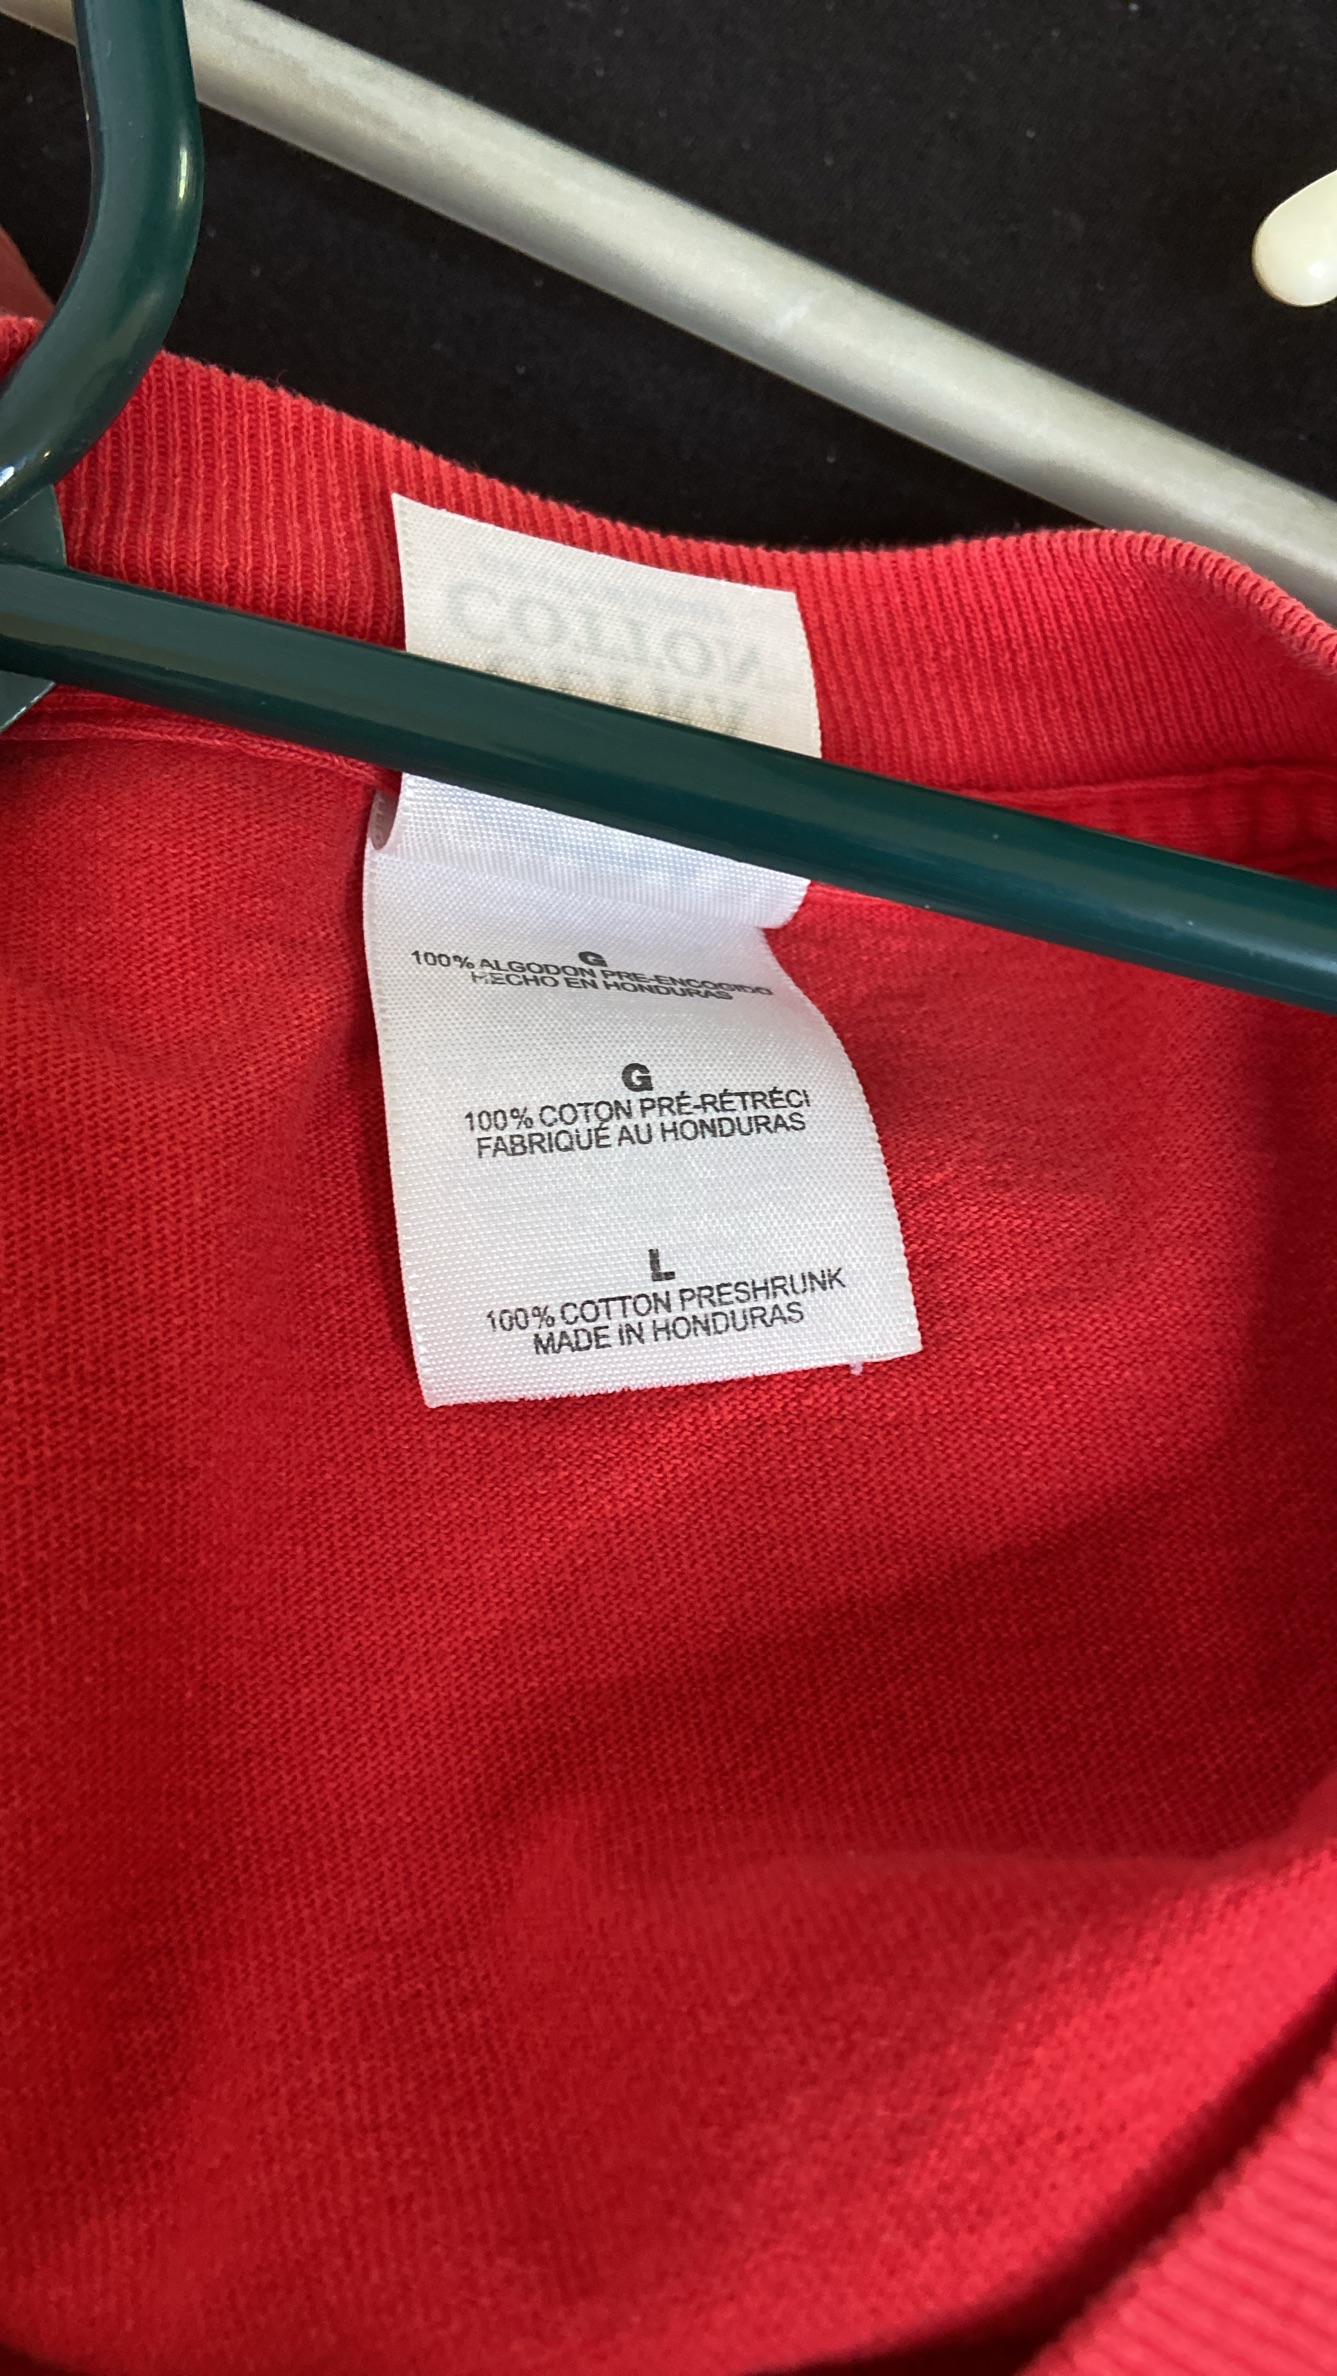 COTTON
G
100% ALGODON PRE-ENCOGIDO
HECHO EN HONDURAS
G
100% COTON PRÉ-RÉTRÉCI
FABRIQUÉ AU HONDURAS
L
100% COTTON PRESHRUNK
MADE IN HONDURAS